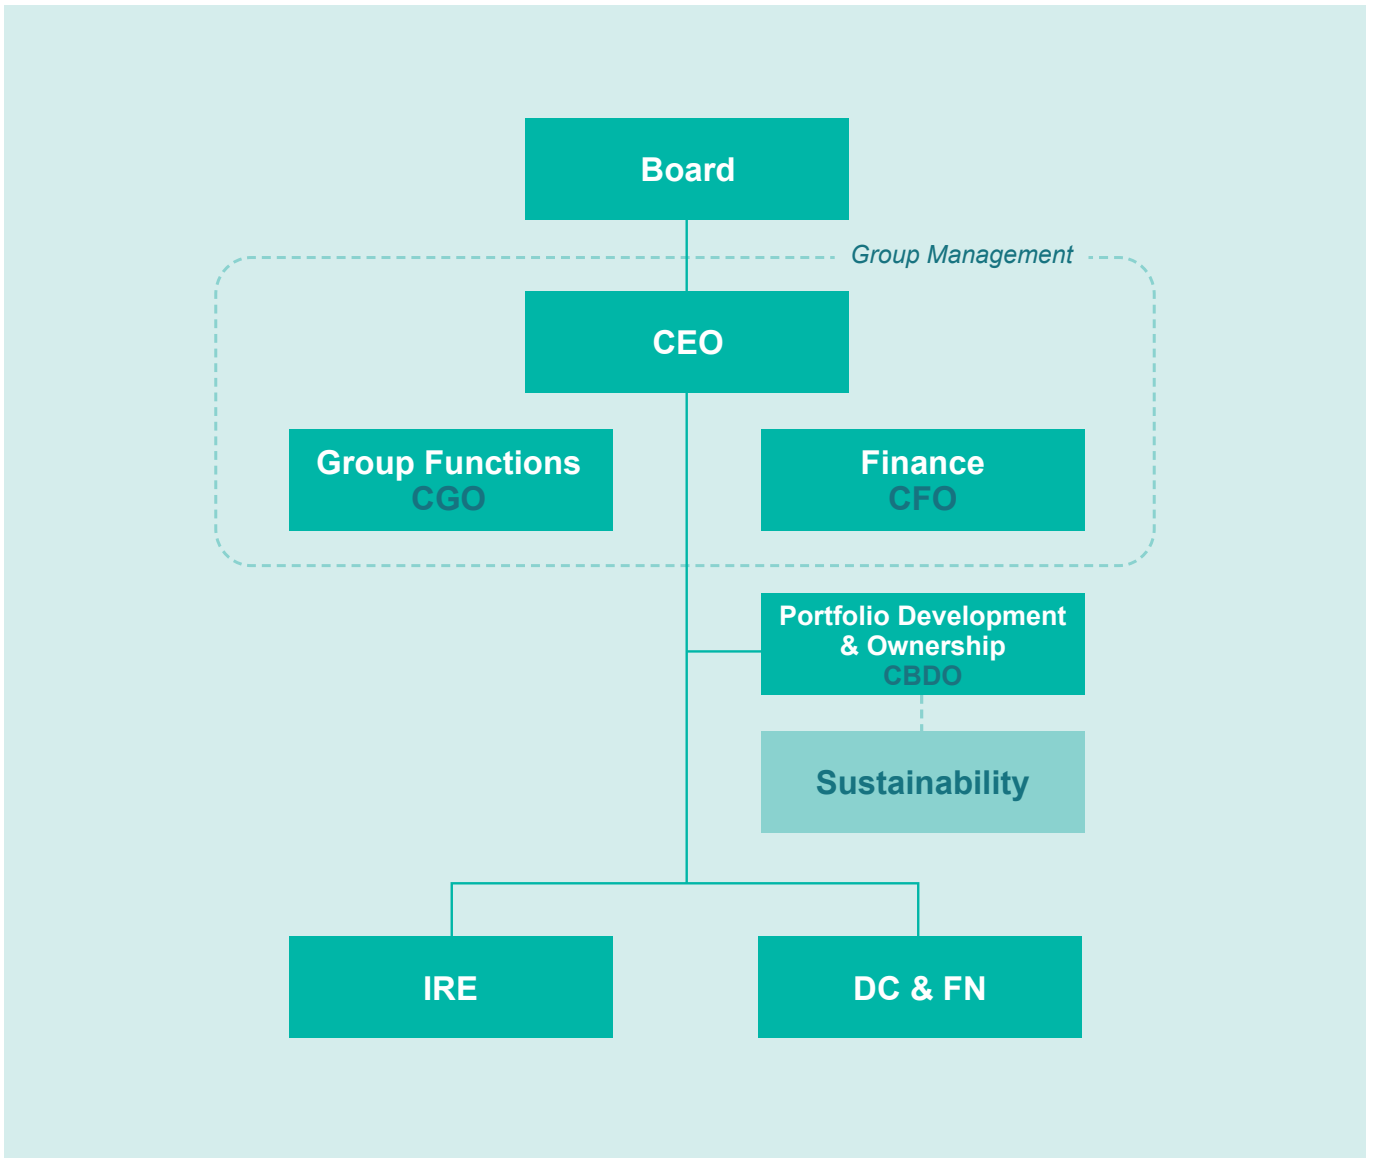 Board
Group Management
CEO
Group Functions
CGO
Finance
CFO
Portfolio Development
& Ownership
CBDO
Sustainability
IRE
DC & FN